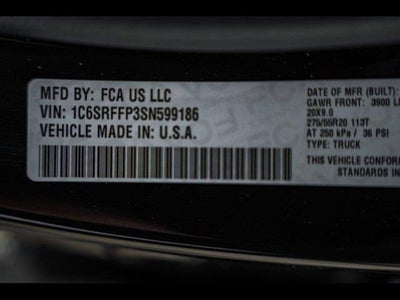 MFD BY: FCA US LLC
VIN: 1C6SRFFP3SN599186
VEHICLE MADE IN: U.S.A.
DATE OF MFR (BUILT):
GAWR FRONT: 3900 LB
20X9.0
275/55R20 113T
AT 250 kPa / 36 PSI
TYPE: TRUCK
THIS VEHICLE CONFORM
STANDARDS IN